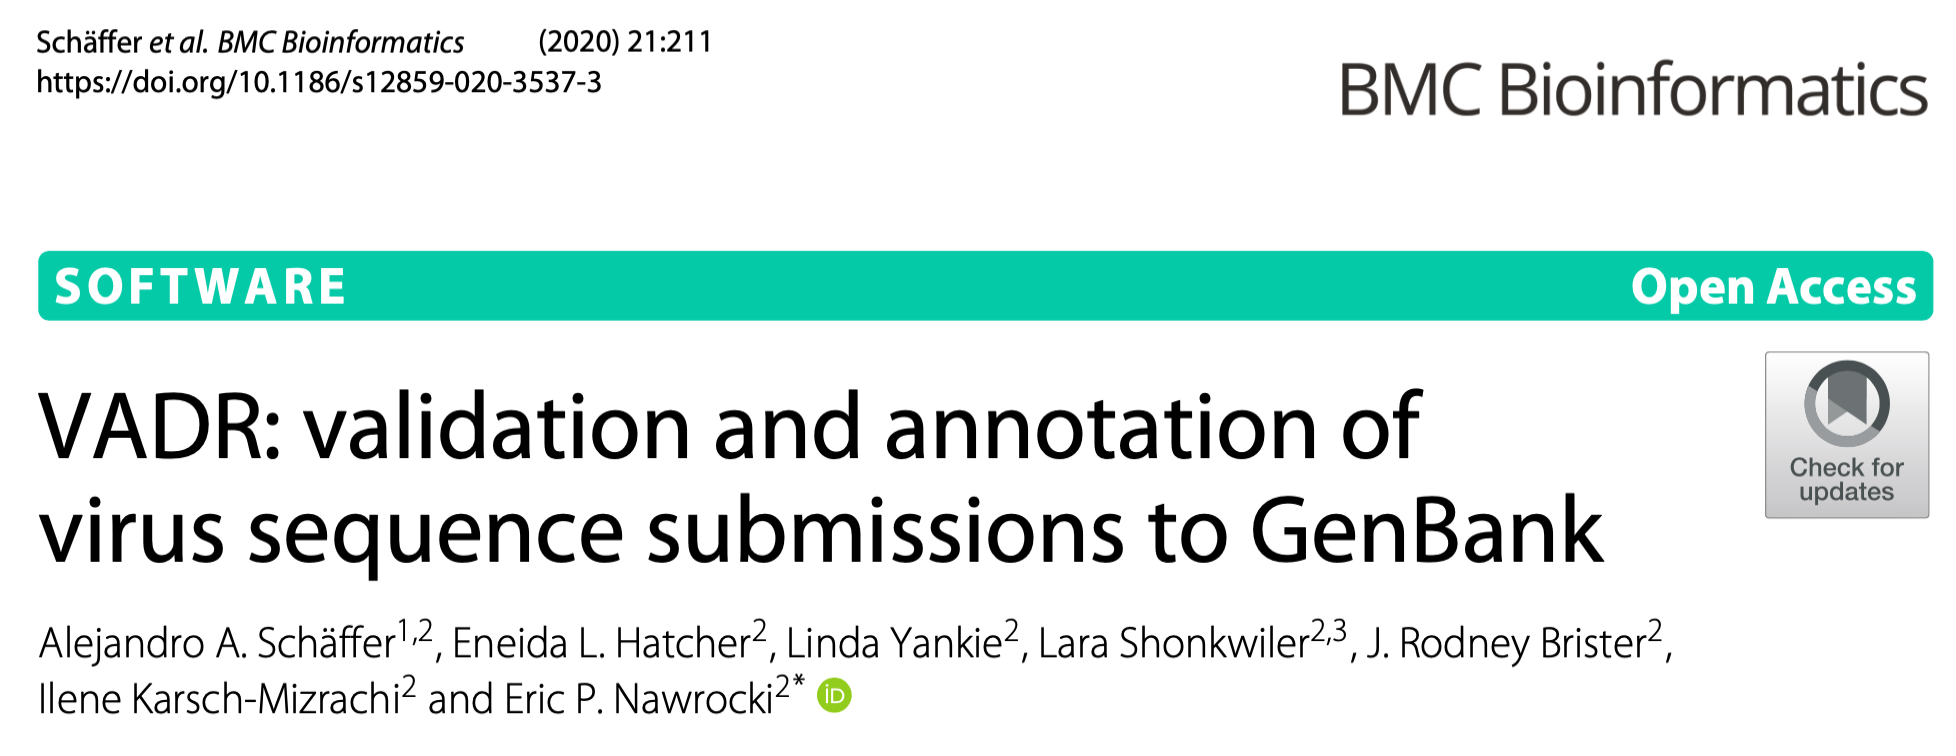 Schäffer et al. BMC Bioinformatics (2020) 21:211
https://doi.org/10.1186/s12859-020-3537-3
BMC Bioinformatics
SOFTWARE Open Access
VADR: validation and annotation of
virus sequence submissions to GenBank
Check for
updates
Alejandro A. Schäffer1,2, Eneida L. Hatcher2, Linda Yankie2, Lara Shonkwiler2,3, J. Rodney Brister2,
Ilene Karsch-Mizrachi2 and Eric P. Nawrocki2* iD